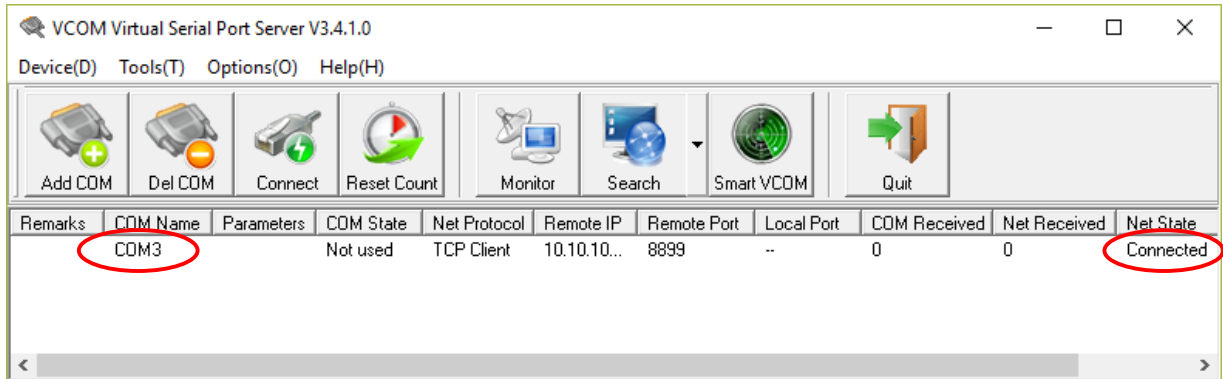 VCOM Virtual Serial Port Server V3.4.1.0
Device(D) Tools(T) Options(O) Help(H)
Add COM Del COM Connect Reset Count Monitor Search Smart VCOM Quit
Remarks COM Name Parameters COM State Net Protocol Remote IP Remote Port Local Port COM Received Net Received Net State
COM3 Not used TCP Client 10.10.10... 8899 -- 0 0 Connected